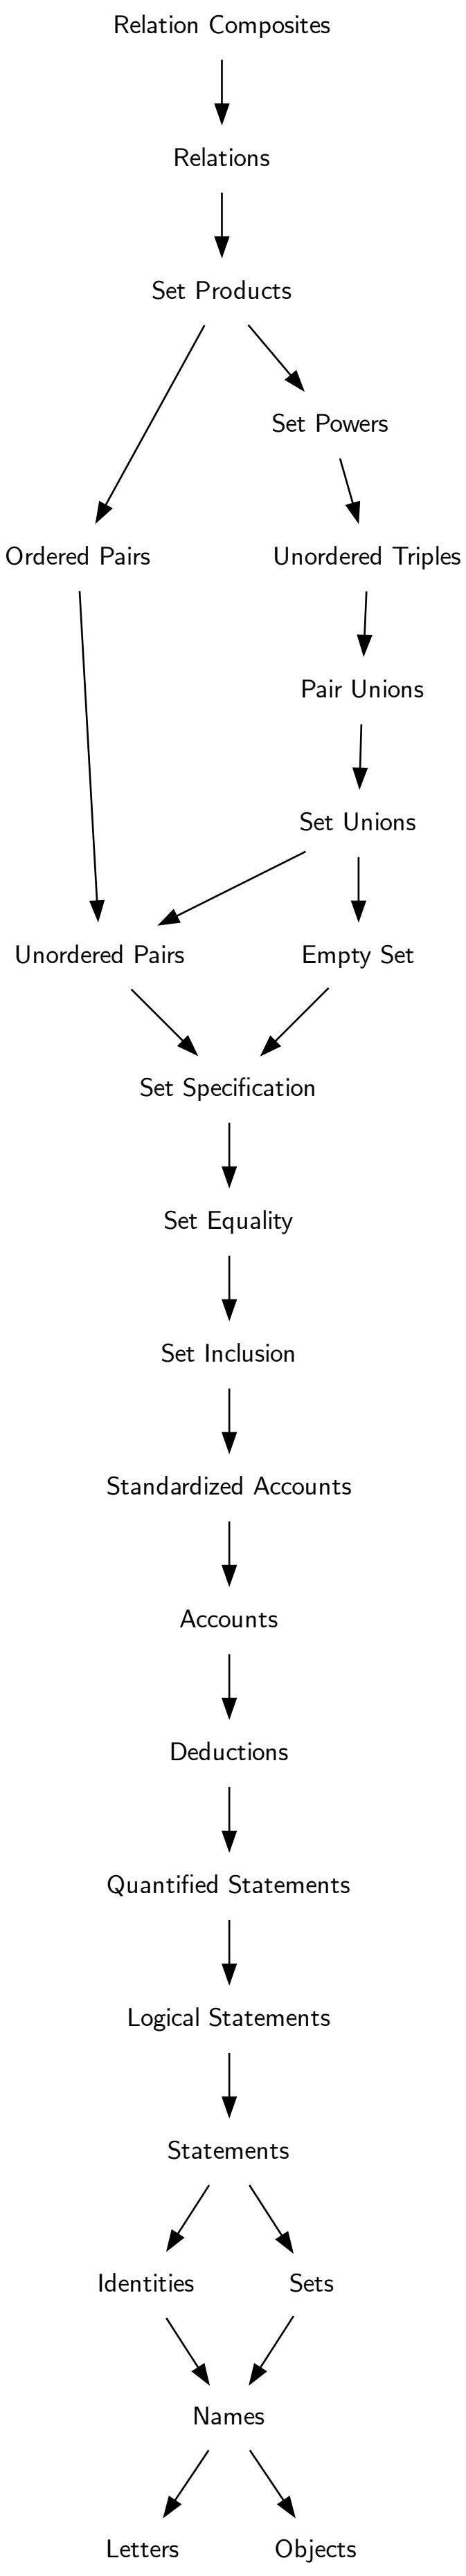 Relation Composites
Relations
Set Products
Set Powers
Ordered Pairs
Unordered Triples
Pair Unions
Set Unions
Unordered Pairs
Empty Set
Set Specification
Set Equality
Set Inclusion
Standardized Accounts
Accounts
Deductions
Quantified Statements
Logical Statements
Statements
Identities
Sets
Names
Letters
Objects